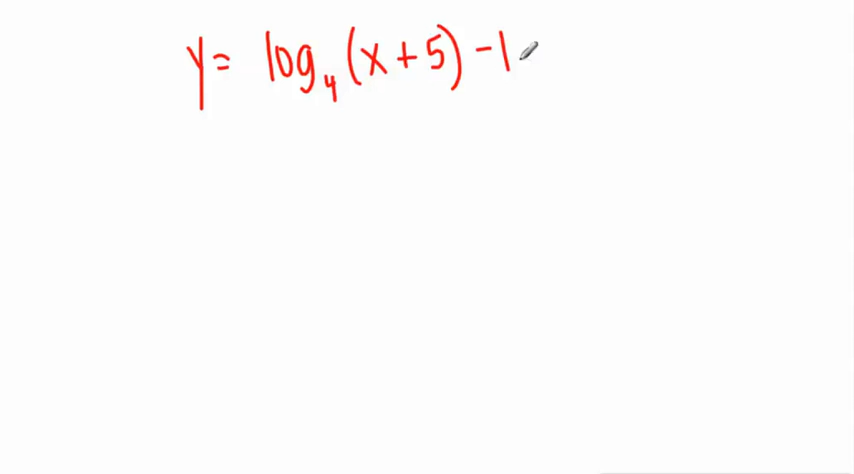 y = log₄(x + 5) - 1